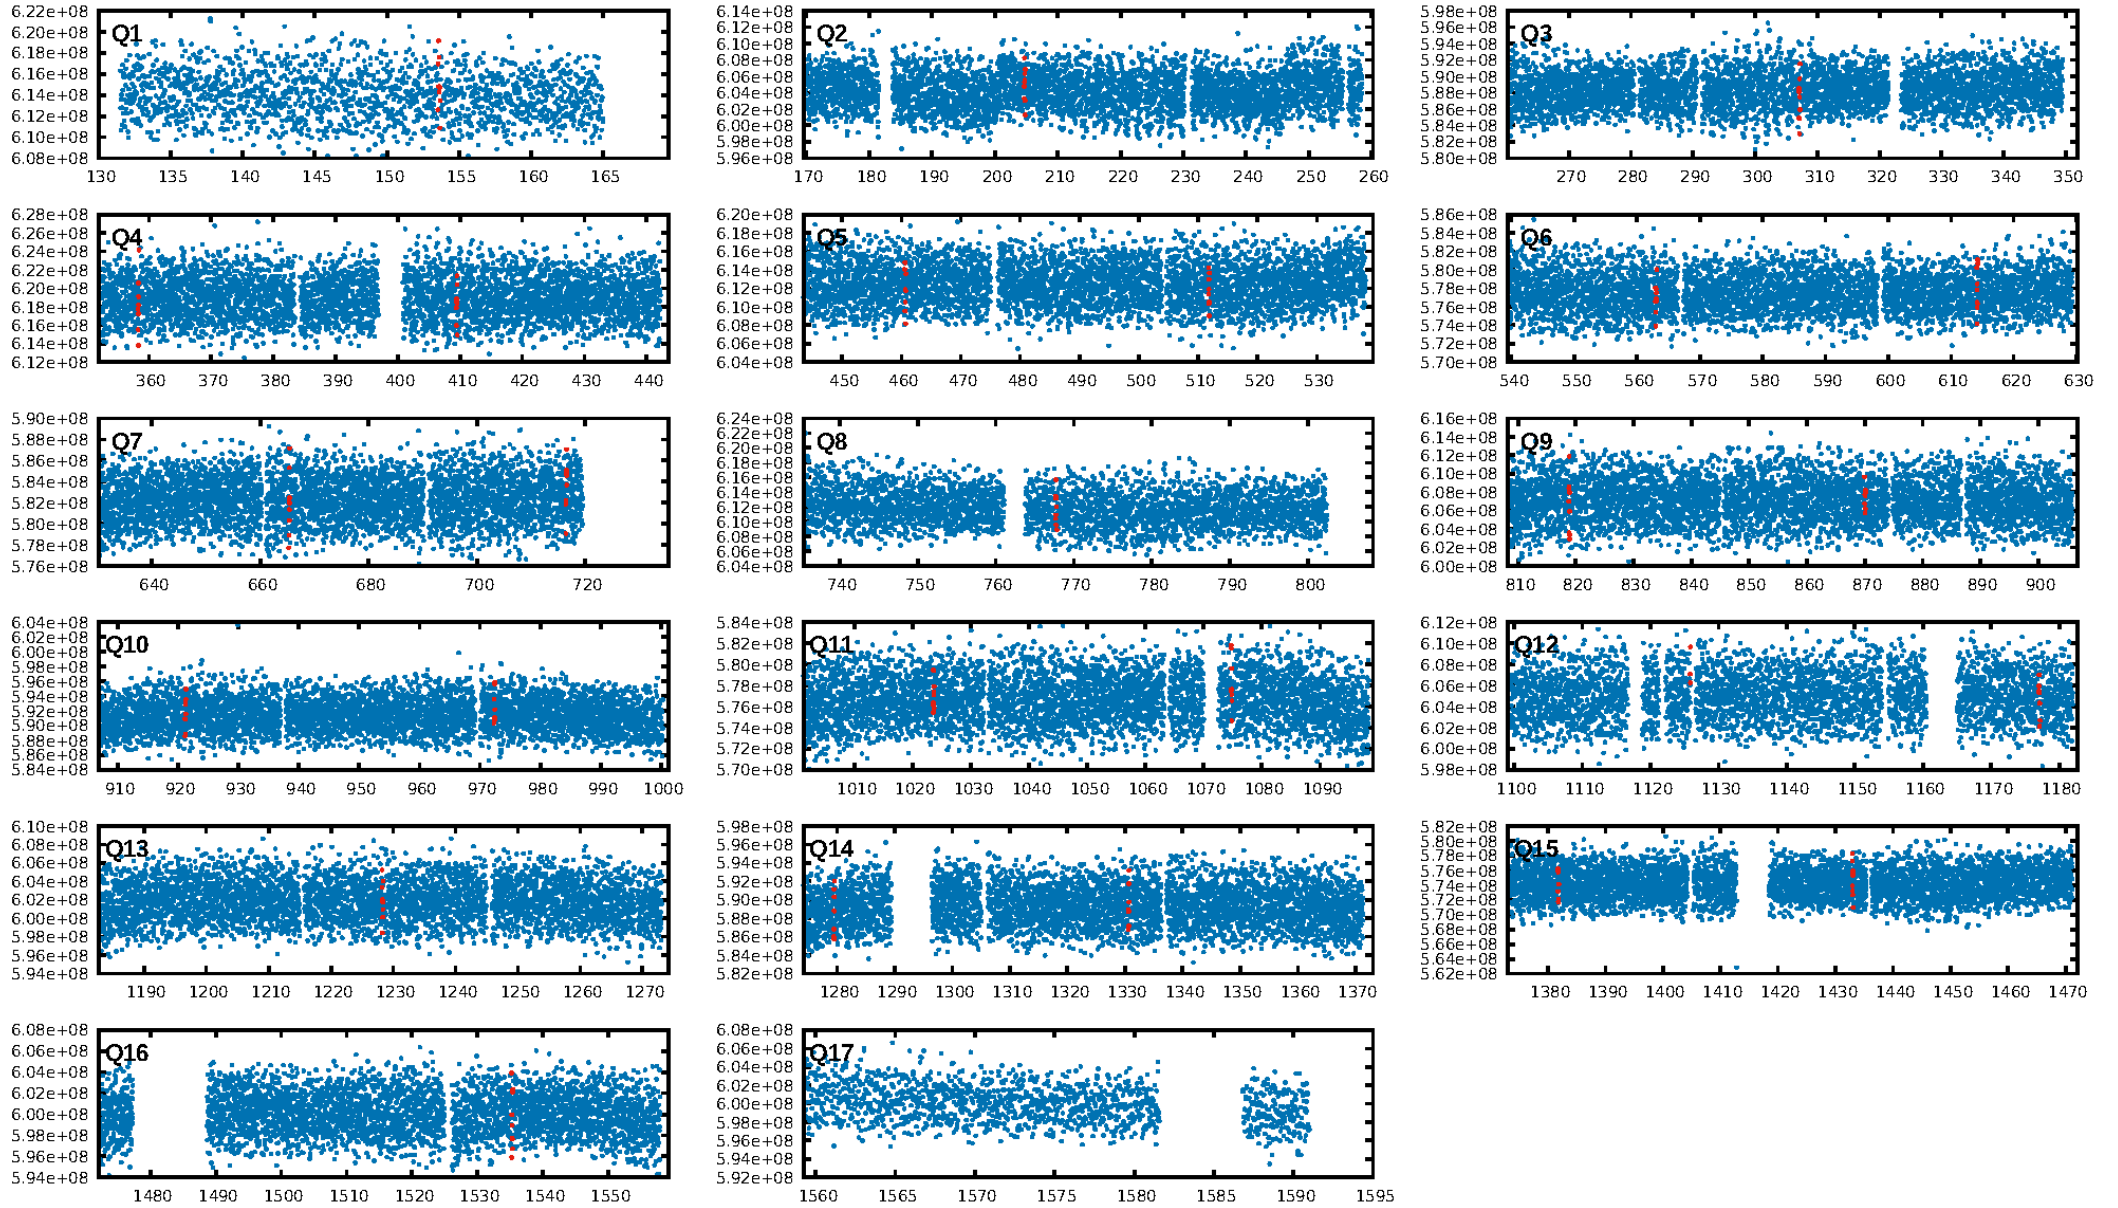 6.22e+08
6.20e+08
6.18e+08
6.16e+08
6.14e+08
6.12e+08
6.10e+08
6.08e+08
Q1
130 135 140 145 150 155 160 165
6.14e+08
6.12e+08
6.10e+08
6.08e+08
6.06e+08
6.04e+08
6.02e+08
6.00e+08
5.98e+08
5.96e+08
Q2
170 180 190 200 210 220 230 240 250 260
5.98e+08
5.96e+08
5.94e+08
5.92e+08
5.90e+08
5.88e+08
5.86e+08
5.84e+08
5.82e+08
5.80e+08
Q3
270 280 290 300 310 320 330 340 350
6.28e+08
6.26e+08
6.24e+08
6.22e+08
6.20e+08
6.18e+08
6.16e+08
6.14e+08
6.12e+08
Q4
360 370 380 390 400 410 420 430 440
6.20e+08
6.18e+08
6.16e+08
6.14e+08
6.12e+08
6.10e+08
6.08e+08
6.06e+08
6.04e+08
Q5
450 460 470 480 490 500 510 520 530
5.86e+08
5.84e+08
5.82e+08
5.80e+08
5.78e+08
5.76e+08
5.74e+08
5.72e+08
5.70e+08
Q6
540 550 560 570 580 590 600 610 620 630
5.90e+08
5.88e+08
5.86e+08
5.84e+08
5.82e+08
5.80e+08
5.78e+08
5.76e+08
Q7
640 660 680 700 720
6.24e+08
6.22e+08
6.20e+08
6.18e+08
6.16e+08
6.14e+08
6.12e+08
6.10e+08
6.08e+08
6.06e+08
6.04e+08
Q8
740 750 760 770 780 790 800
6.16e+08
6.14e+08
6.12e+08
6.10e+08
6.08e+08
6.06e+08
6.04e+08
6.02e+08
6.00e+08
Q9
810 820 830 840 850 860 870 880 890 900
6.04e+08
6.02e+08
6.00e+08
5.98e+08
5.96e+08
5.94e+08
5.92e+08
5.90e+08
5.88e+08
5.86e+08
5.84e+08
Q10
910 920 930 940 950 960 970 980 990 1000
5.84e+08
5.82e+08
5.80e+08
5.78e+08
5.76e+08
5.74e+08
5.72e+08
5.70e+08
Q11
1010 1020 1030 1040 1050 1060 1070 1080 1090
6.12e+08
6.10e+08
6.08e+08
6.06e+08
6.04e+08
6.02e+08
6.00e+08
5.98e+08
Q12
1100 1110 1120 1130 1140 1150 1160 1170 1180
6.10e+08
6.08e+08
6.06e+08
6.04e+08
6.02e+08
6.00e+08
5.98e+08
5.96e+08
5.94e+08
Q13
1190 1200 1210 1220 1230 1240 1250 1260 1270
5.98e+08
5.96e+08
5.94e+08
5.92e+08
5.90e+08
5.88e+08
5.86e+08
5.84e+08
5.82e+08
Q14
1280 1290 1300 1310 1320 1330 1340 1350 1360 1370
5.82e+08
5.80e+08
5.78e+08
5.76e+08
5.74e+08
5.72e+08
5.70e+08
5.68e+08
5.66e+08
5.64e+08
5.62e+08
Q15
1380 1390 1400 1410 1420 1430 1440 1450 1460 1470
6.08e+08
6.06e+08
6.04e+08
6.02e+08
6.00e+08
5.98e+08
5.96e+08
5.94e+08
Q16
1480 1490 1500 1510 1520 1530 1540 1550
6.08e+08
6.06e+08
6.04e+08
6.02e+08
6.00e+08
5.98e+08
5.96e+08
5.94e+08
5.92e+08
Q17
1560 1565 1570 1575 1580 1585 1590 1595